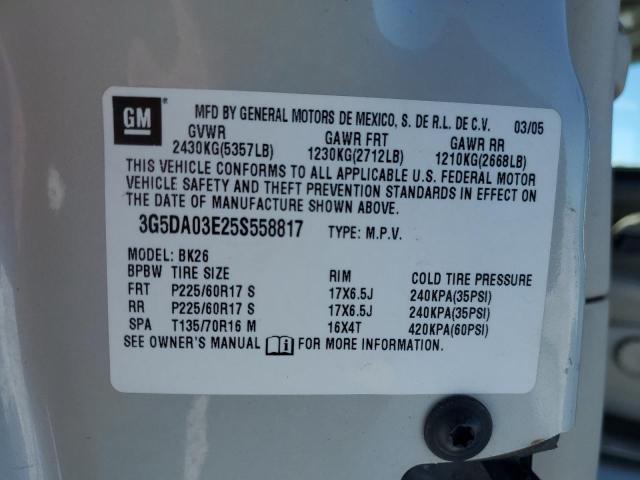 GM ® MFD BY GENERAL MOTORS DE MEXICO, S. DE R.L. DE C.V. 03/05
GVWR GAWR FRT GAWR RR
2430KG(5357LB) 1230KG(2712LB) 1210KG(2668LB)
THIS VEHICLE CONFORMS TO ALL APPLICABLE U.S. FEDERAL MOTOR
VEHICLE SAFETY AND THEFT PREVENTION STANDARDS IN EFFECT ON
THE DATE OF MANUFACTURE SHOWN ABOVE.
3G5DA03E25S558817 TYPE: M.P.V.
MODEL: BK26
BPBW TIRE SIZE RIM COLD TIRE PRESSURE
FRT P225/60R17 S 17X6.5J 240KPA(35PSI)
RR P225/60R17 S 17X6.5J 240KPA(35PSI)
SPA T135/70R16 M 16X4T 420KPA(60PSI)
SEE OWNER'S MANUAL i FOR MORE INFORMATION.